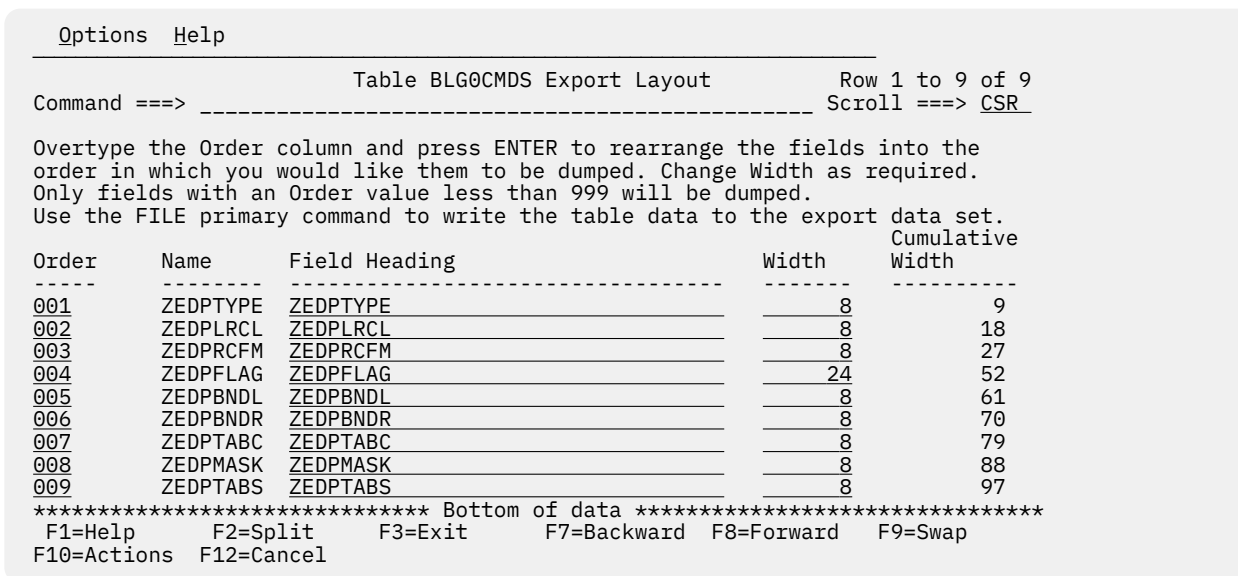 Options  Help
Table BLG0CMDS Export Layout Row 1 to 9 of 9
Command ===> ________________________________________________ Scroll ===> CSR
Overtype the Order column and press ENTER to rearrange the fields into the
order in which you would like them to be dumped. Change Width as required.
Only fields with an Order value less than 999 will be dumped.
Use the FILE primary command to write the table data to the export data set.
Cumulative
Order Name Field Heading Width Width
----- -------- ---------------------------------- ------- ----------
001 ZEDPTYPE ZEDPTYPE 8 9
002 ZEDPLRCL ZEDPLRCL 8 18
003 ZEDPRCFM ZEDPRCFM 8 27
004 ZEDPFLAG ZEDPFLAG 24 52
005 ZEDPBNDL ZEDPBNDL 8 61
006 ZEDPBNDR ZEDPBNDR 8 70
007 ZEDPTABC ZEDPTABC 8 79
008 ZEDPMASK ZEDPMASK 8 88
009 ZEDPTABS ZEDPTABS 8 97
******************************* Bottom of data ********************************
F1=Help F2=Split F3=Exit F7=Backward F8=Forward F9=Swap
F10=Actions F12=Cancel